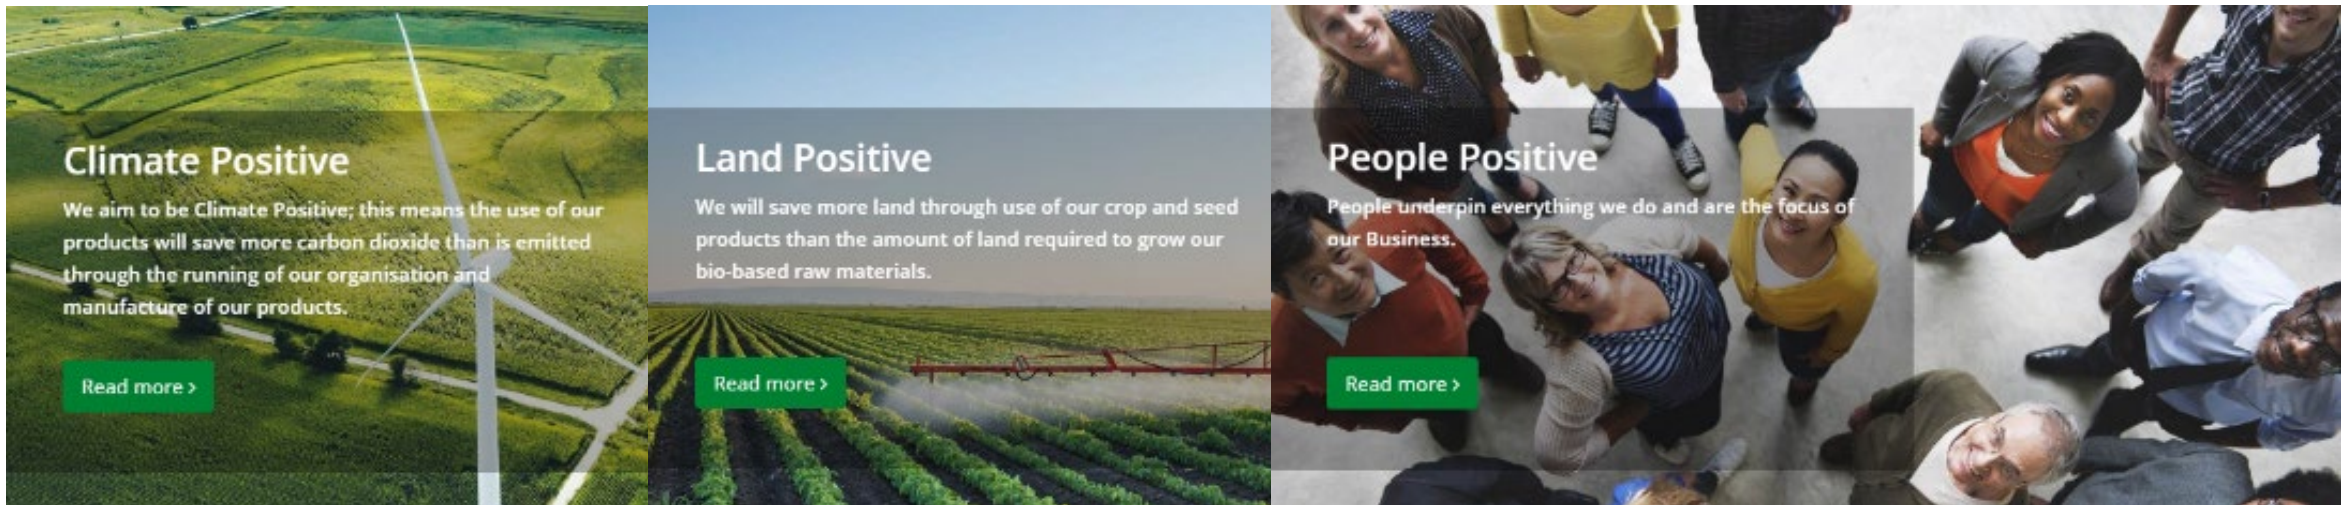 Climate Positive
We aim to be Climate Positive; this means the use of our
products will save more carbon dioxide than is emitted
through the running of our organisation and
manufacture of our products.
Read more ›
Land Positive
We will save more land through use of our crop and seed
products than the amount of land required to grow our
bio-based raw materials.
Read more ›
People Positive
People underpin everything we do and are the focus of
our Business.
Read more ›